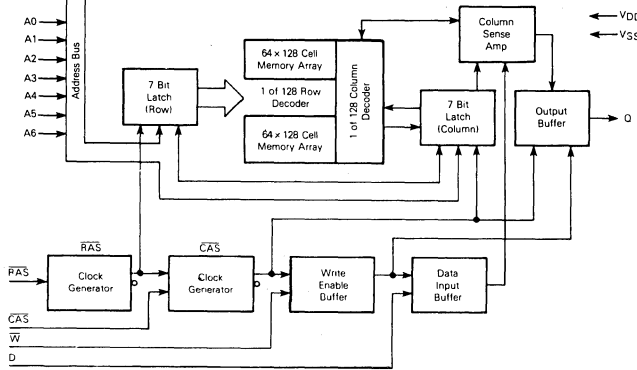 A0
A1
A2
A3
A4
A5
A6
Address Bus
7 Bit
Latch
(Row)
64 × 128 Cell
Memory Array
1 of 128 Row
Decoder
64 × 128 Cell
Memory Array
1 of 128 Column
Decoder
7 Bit
Latch
(Column)
Column
Sense
Amp
VDD
VSS
Output
Buffer
Q
RAS
RAS
Clock
Generator
CAS
Clock
Generator
Write
Enable
Buffer
Data
Input
Buffer
CAS
W
D